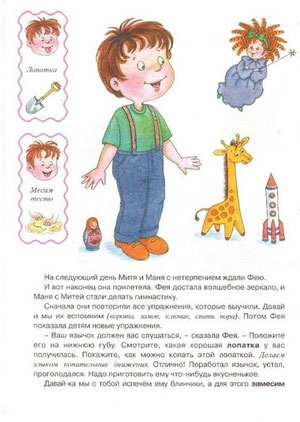 Лопатка
Месим
тесто
На следующий день Митя и Маня с нетерпением ждали Фею.
И вот наконец она прилетела. Фея достала волшебное зеркало, и
Маня с Митей стали делать гимнастику.
Сначала они повторили все упражнения, которые выучили. Давай
и мы их вспомним (ворота, замок, ключик, спать пора). Потом Фея
показала детям новые упражнения.
– Ваш язычок должен вас слушаться, – сказала Фея. – Положите
его на нижнюю губу. Смотрите, какая хорошая лопатка у вас
получилась. Покажите, как можно копать этой лопаткой. Делаем
языком копательные движения. Отлично! Поработал язычок, устал,
проголодался. Надо приготовить ему что-нибудь вкусненькое.
Давай-ка мы с тобой испечём ему блинчики, а для этого замесим